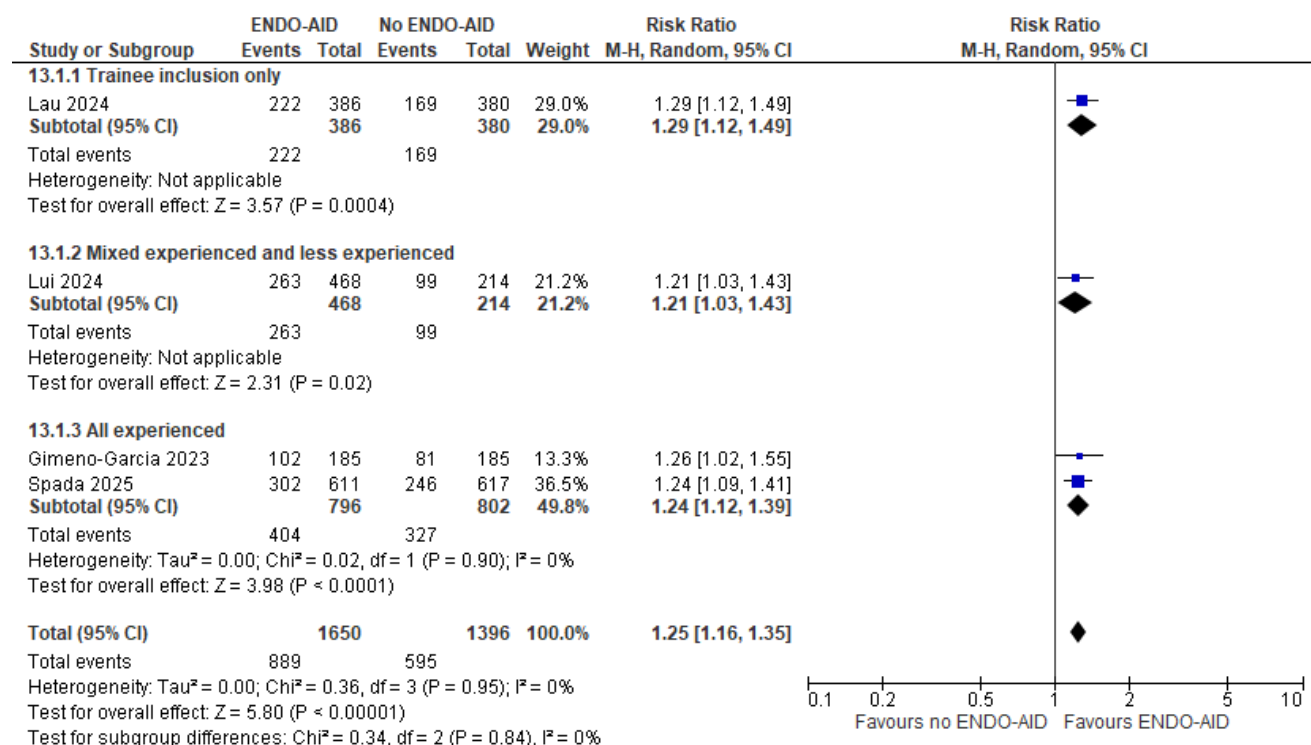 ENDO-AID No ENDO-AID Risk Ratio Risk Ratio
Study or Subgroup Events Total Events Total Weight M-H, Random, 95% CI M-H, Random, 95% CI
13.1.1 Trainee inclusion only
Lau 2024 222 386 169 380 29.0% 1.29 [1.12, 1.49]
Subtotal (95% CI) 386 380 29.0% 1.29 [1.12, 1.49]
Total events 222 169
Heterogeneity: Not applicable
Test for overall effect: Z = 3.57 (P = 0.0004)
13.1.2 Mixed experienced and less experienced
Lui 2024 263 468 99 214 21.2% 1.21 [1.03, 1.43]
Subtotal (95% CI) 468 214 21.2% 1.21 [1.03, 1.43]
Total events 263 99
Heterogeneity: Not applicable
Test for overall effect: Z = 2.31 (P = 0.02)
13.1.3 All experienced
Gimeno-Garcia 2023 102 185 81 185 13.3% 1.26 [1.02, 1.55]
Spada 2025 302 611 246 617 36.5% 1.24 [1.09, 1.41]
Subtotal (95% CI) 796 802 49.8% 1.24 [1.12, 1.39]
Total events 404 327
Heterogeneity: Tau² = 0.00; Chi² = 0.02, df = 1 (P = 0.90); I² = 0%
Test for overall effect: Z = 3.98 (P < 0.0001)
Total (95% CI) 1650 1396 100.0% 1.25 [1.16, 1.35]
Total events 889 595
Heterogeneity: Tau² = 0.00; Chi² = 0.36, df = 3 (P = 0.95); I² = 0%
Test for overall effect: Z = 5.80 (P < 0.00001)
Test for subgroup differences: Chi² = 0.34, df = 2 (P = 0.84), I² = 0%
0.1 0.2 0.5 1 2 5 10
Favours no ENDO-AID Favours ENDO-AID